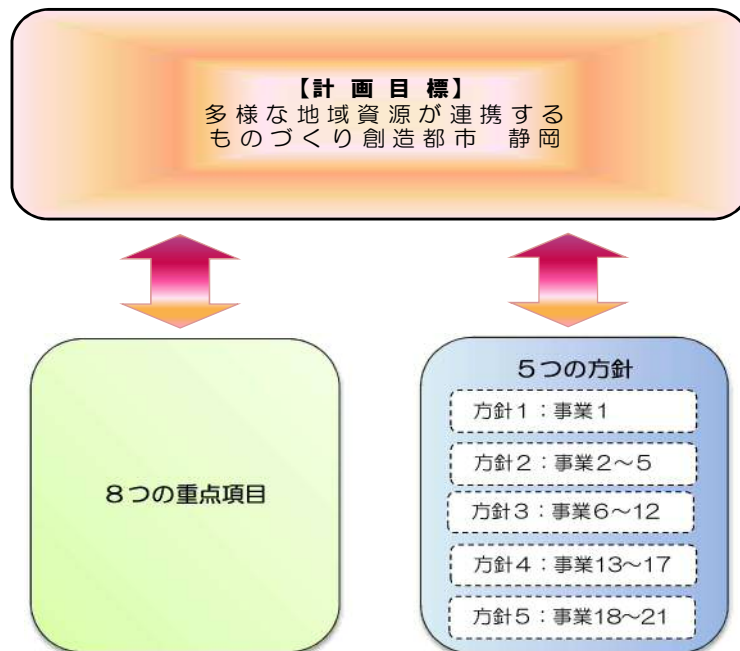 【計画目標】
多様な地域資源が連携する
ものづくり創造都市　静岡
8つの重点項目
5つの方針
方針1：事業1
方針2：事業2～5
方針3：事業6～12
方針4：事業13～17
方針5：事業18～21